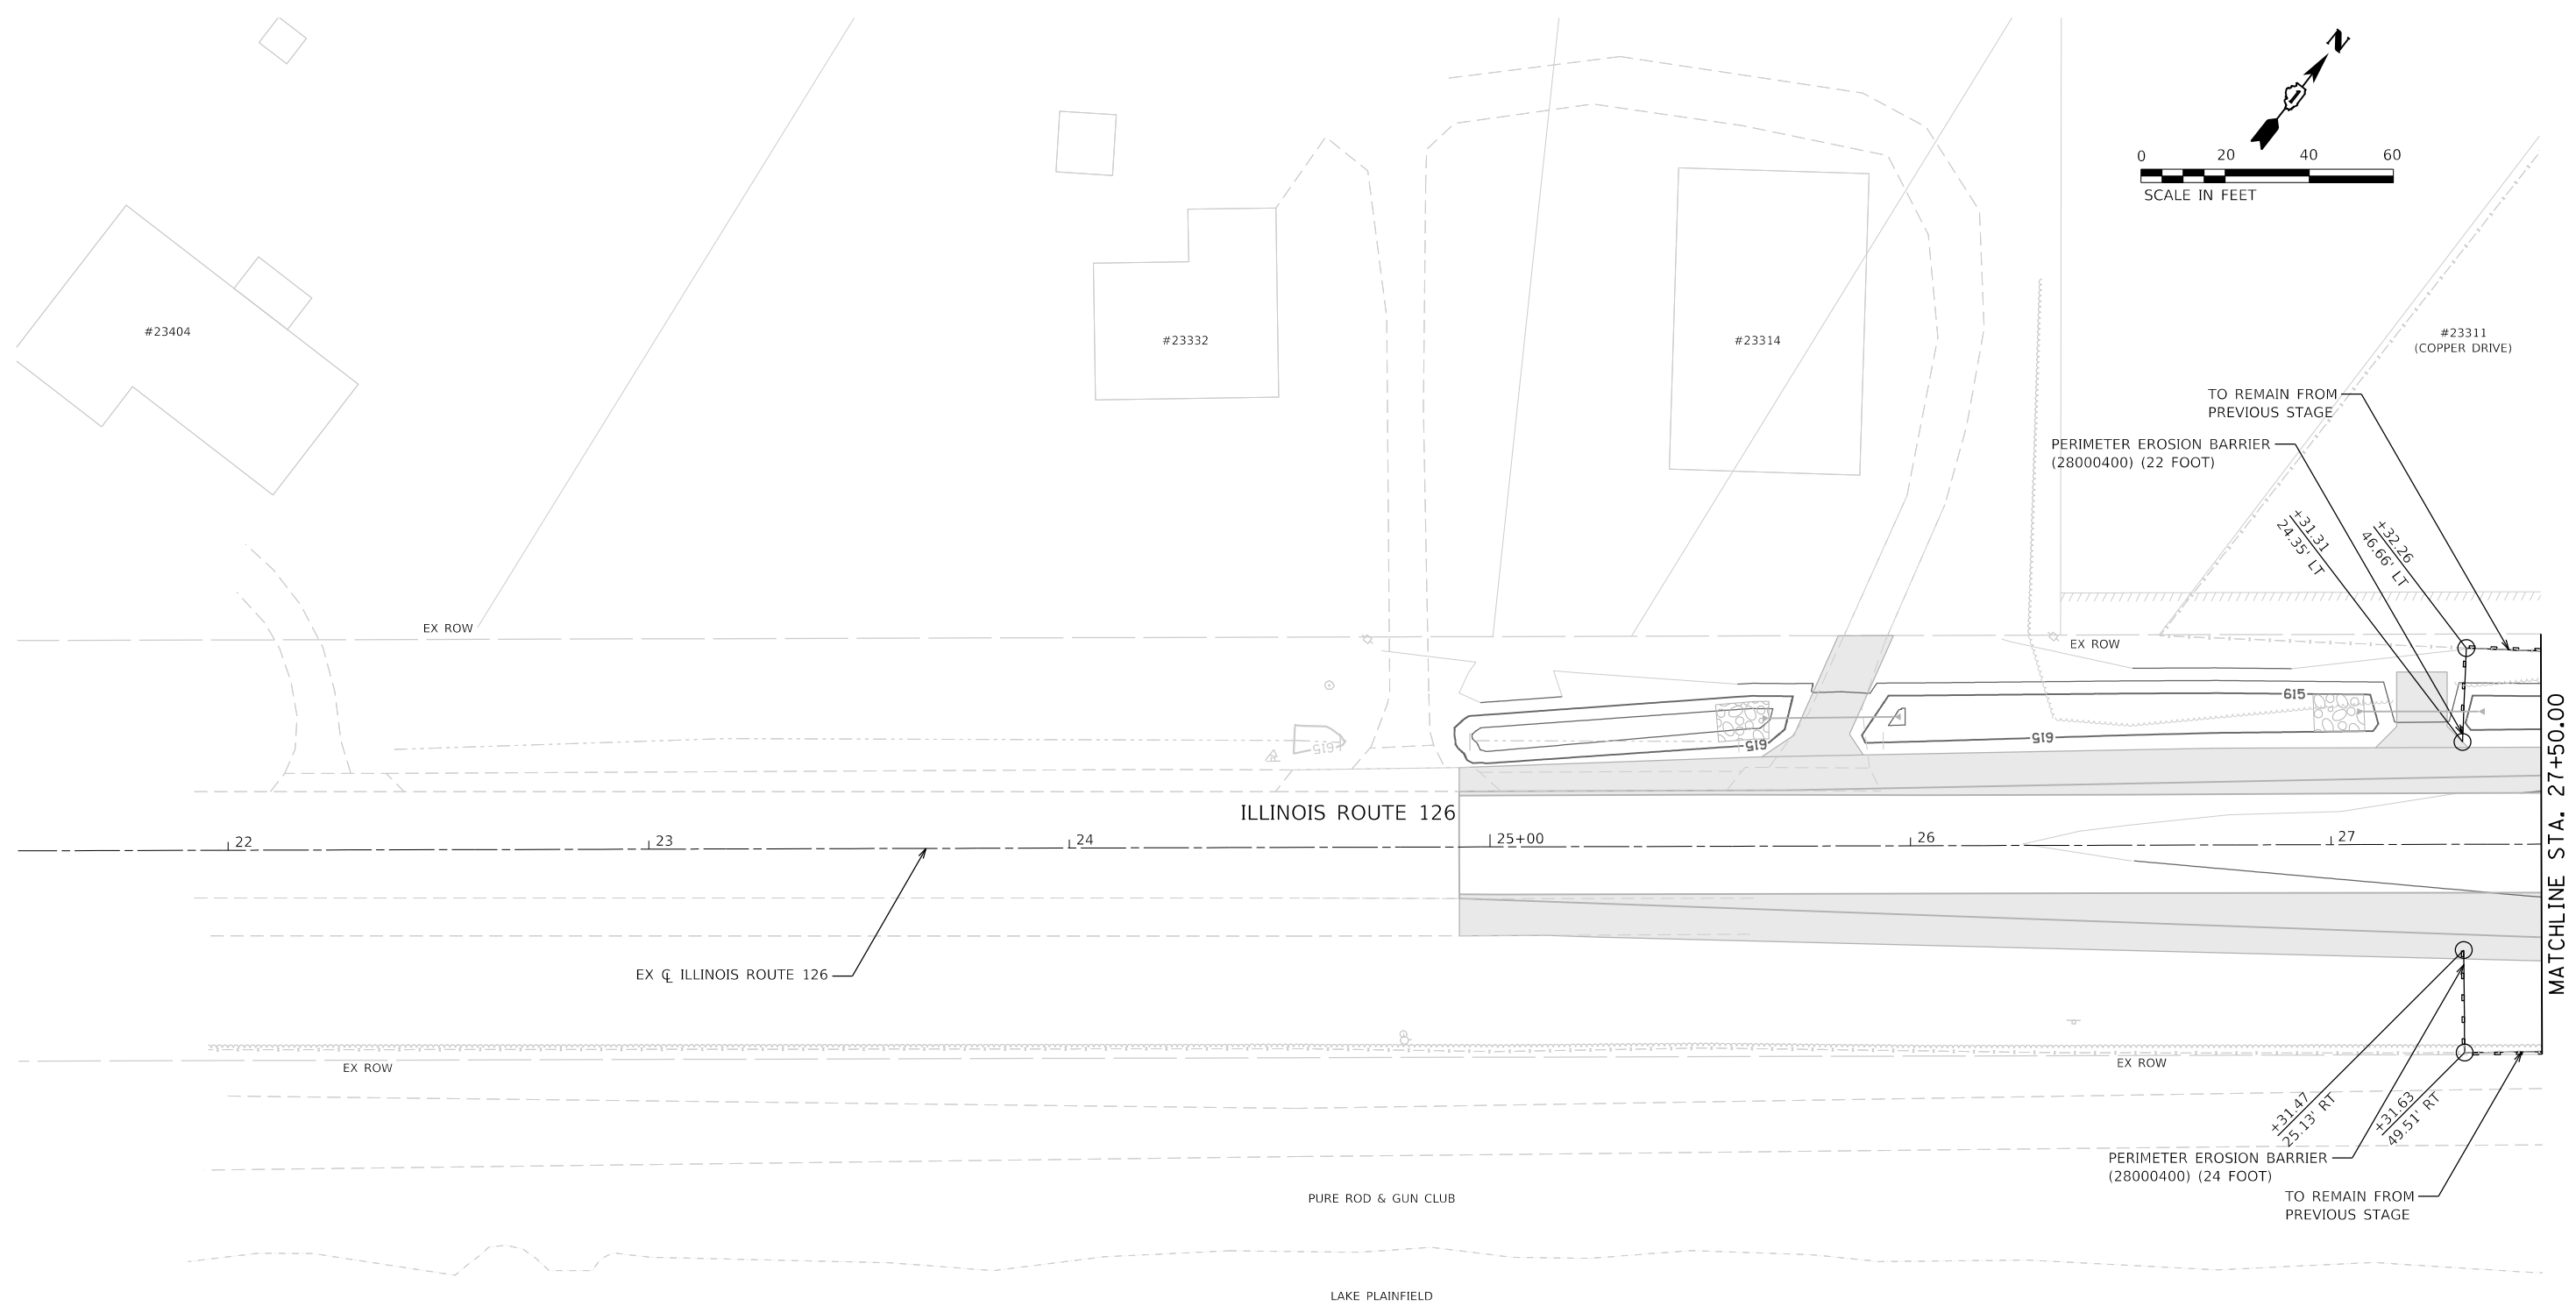 N
0 20 40 60
SCALE IN FEET
#23404
#23332
#23314
#23311
(COPPER DRIVE)
TO REMAIN FROM
PREVIOUS STAGE
PERIMETER EROSION BARRIER
(28000400) (22 FOOT)
+31.31
24.35' LT
+32.26
46.66' LT
EX ROW
EX ROW
615
615
615
615
ILLINOIS ROUTE 126
22
23
24
25+00
26
27
MATCHLINE STA. 27+50.00
EX ℄ ILLINOIS ROUTE 126
EX ROW
EX ROW
+31.47
25.13' RT
+31.63
49.51' RT
PERIMETER EROSION BARRIER
(28000400) (24 FOOT)
TO REMAIN FROM
PREVIOUS STAGE
PURE ROD & GUN CLUB
LAKE PLAINFIELD